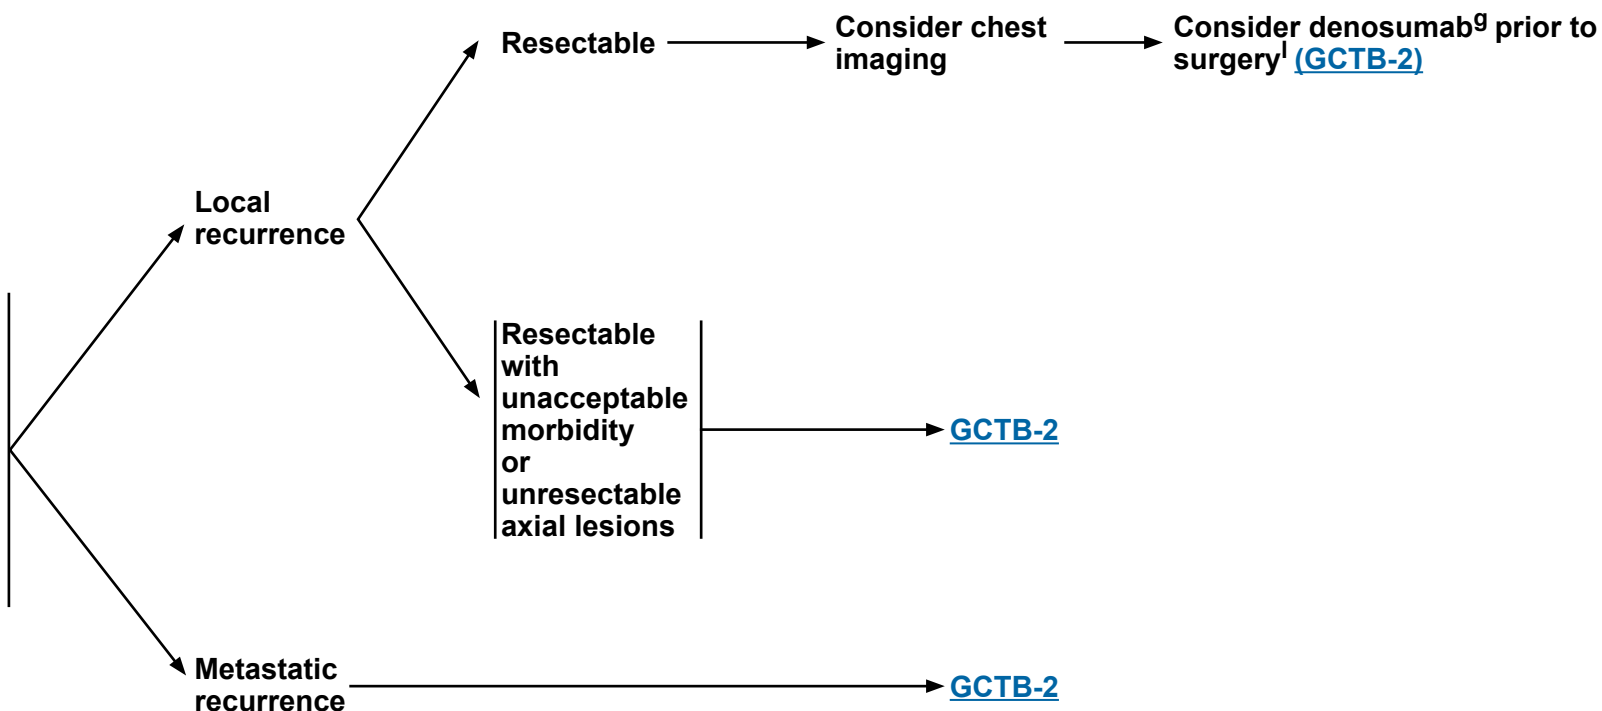 Resectable
Consider chest
imaging
Consider denosumabᵍ prior to
surgeryˡ (GCTB-2)
Local
recurrence
Resectable
with
unacceptable
morbidity
or
unresectable
axial lesions
GCTB-2
Metastatic
recurrence
GCTB-2